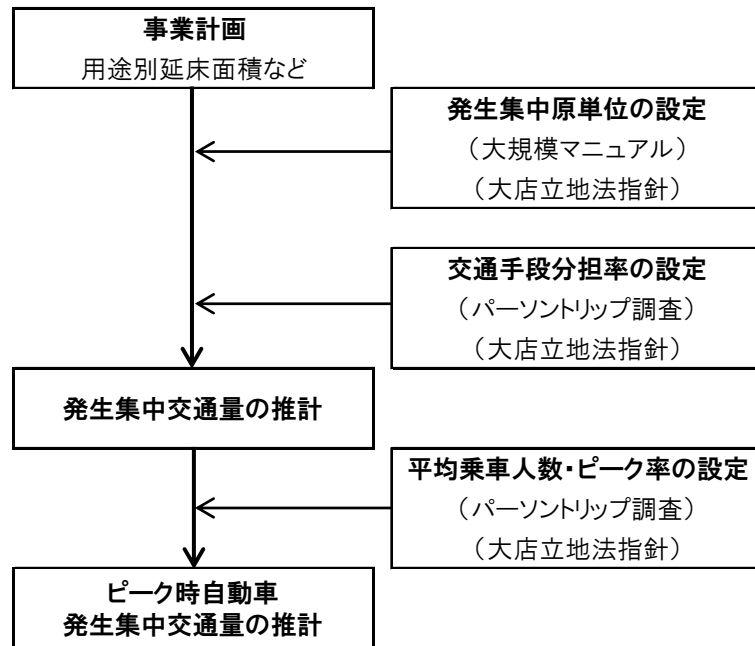 事業計画
用途別延床面積など
発生集中原単位の設定
（大規模マニュアル）
（大店立地法指針）
交通手段分担率の設定
（パーソントリップ調査）
（大店立地法指針）
発生集中交通量の推計
平均乗車人数・ピーク率の設定
（パーソントリップ調査）
（大店立地法指針）
ピーク時自動車
発生集中交通量の推計